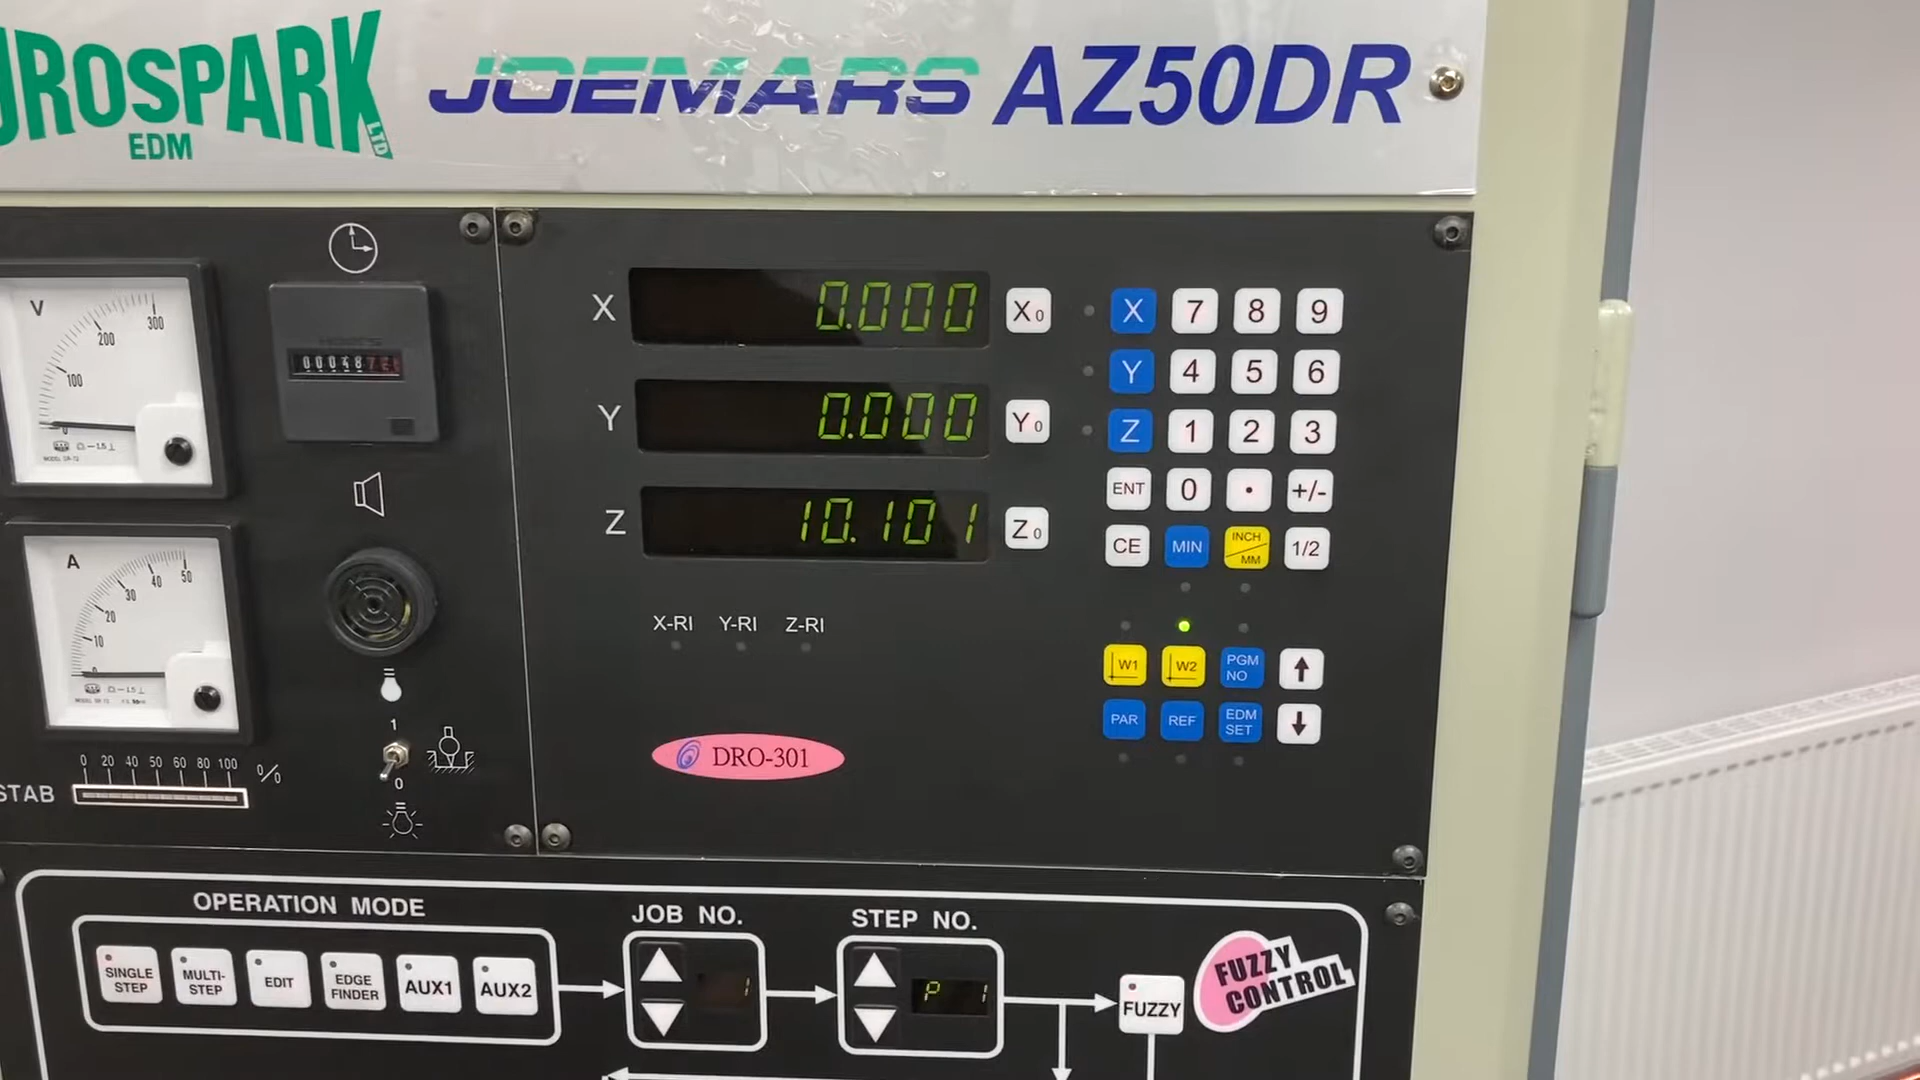 UROSPARK
LTD
EDM
JOEMARS AZ50DR
V
100
200
300
0
A
10
20
30
40
50
0
0 20 40 50 60 80 100 %
STAB
1
0
X 0.000 X0
Y 0.000 Y0
Z 10.101 Z0
X-RI Y-RI Z-RI
DRO-301
X 7 8 9
Y 4 5 6
Z 1 2 3
ENT 0 . +/-
CE MIN INCH/MM 1/2
W1 W2 PGM NO
PAR REF EDM SET
OPERATION MODE
SINGLE STEP
MULTI-STEP
EDIT
EDGE FINDER
AUX1
AUX2
JOB NO.
1
STEP NO.
P 1
FUZZY
FUZZY CONTROL